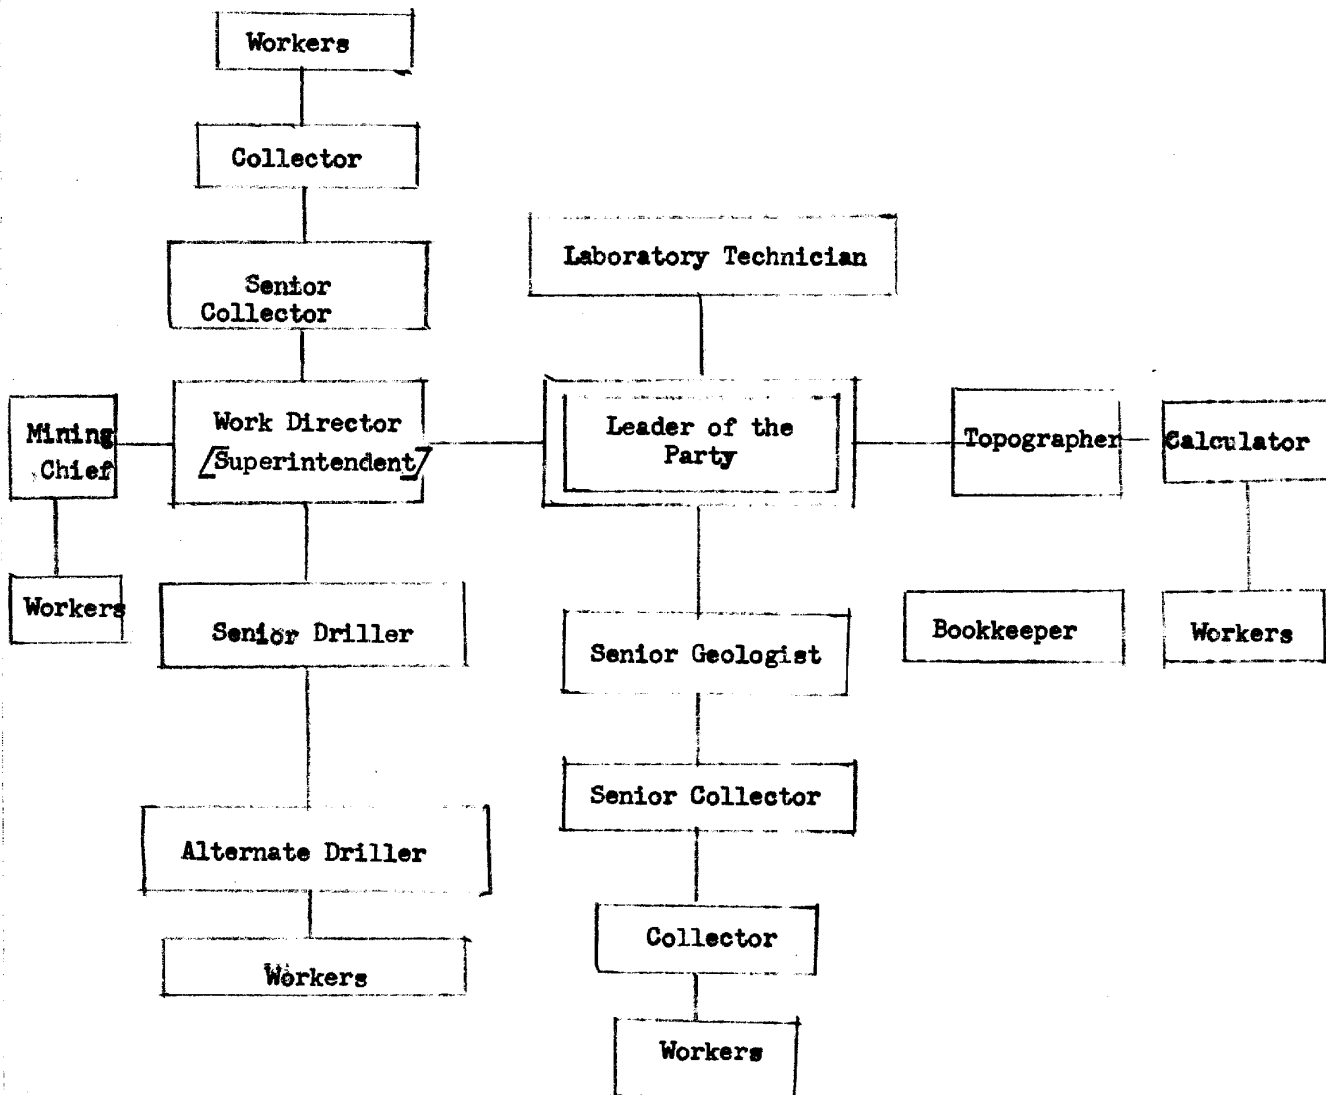 Workers
Collector
Senior
Collector
Laboratory Technician
Mining
Chief
Work Director
/Superintendent/
Leader of the
Party
Topographer
Calculator
Workers
Senior Driller
Senior Geologist
Bookkeeper
Workers
Senior Collector
Alternate Driller
Collector
Workers
Workers